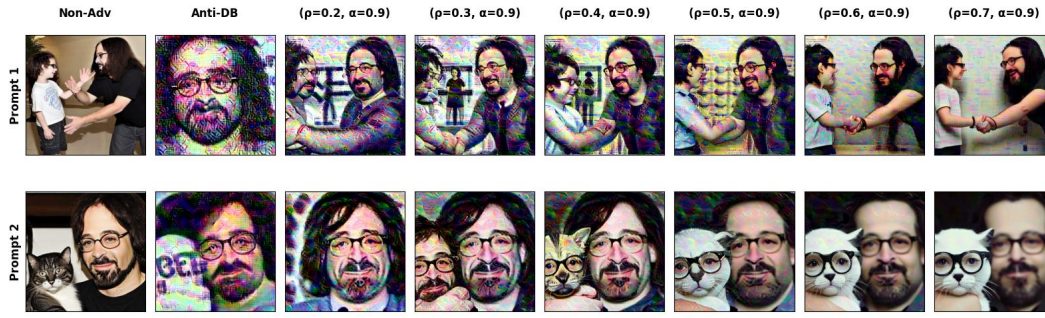 Non-Adv Anti-DB (ρ=0.2, α=0.9) (ρ=0.3, α=0.9) (ρ=0.4, α=0.9) (ρ=0.5, α=0.9) (ρ=0.6, α=0.9) (ρ=0.7, α=0.9)
Prompt 1
Prompt 2